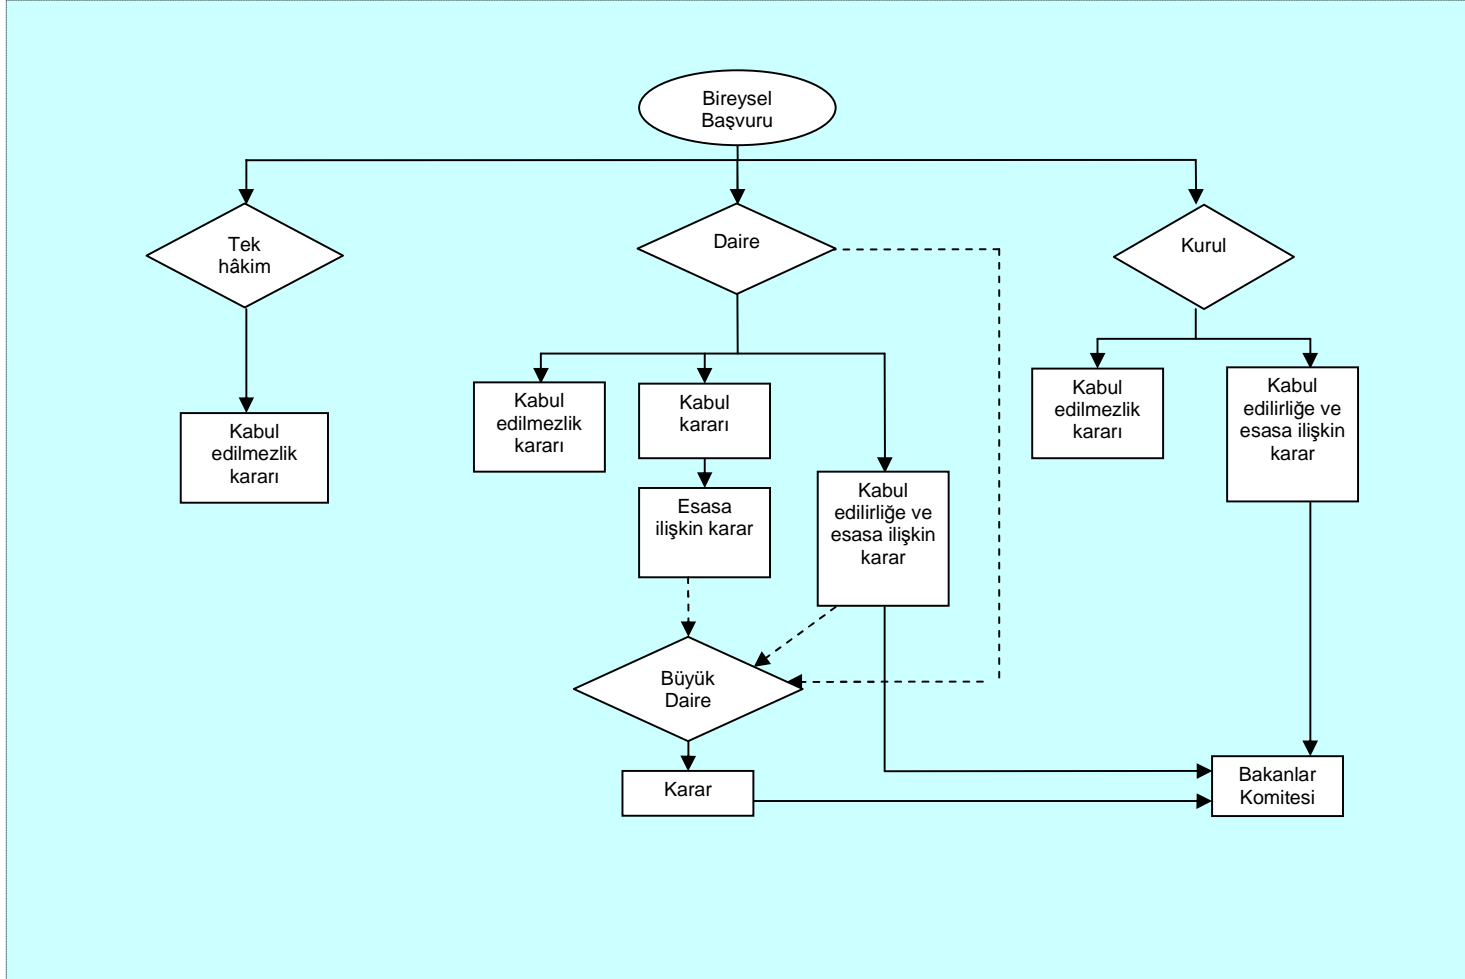 Bireysel
Başvuru
Tek
hâkim
Daire
Kurul
Kabul
edilmezlik
kararı
Kabul
edilmezlik
kararı
Kabul
kararı
Esasa
ilişkin karar
Kabul
edilirliğe ve
esasa ilişkin
karar
Kabul
edilmezlik
kararı
Kabul
edilirliğe ve
esasa ilişkin
karar
Büyük
Daire
Karar
Bakanlar
Komitesi